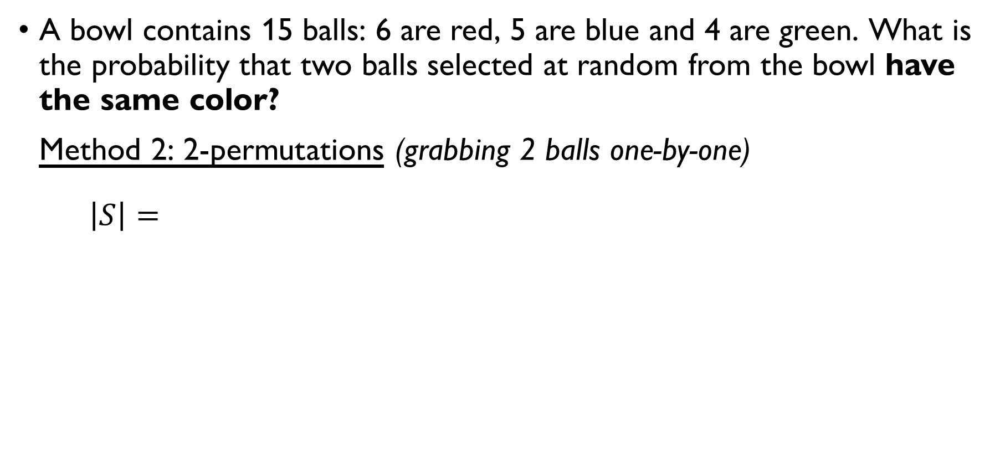 • A bowl contains 15 balls: 6 are red, 5 are blue and 4 are green. What is
the probability that two balls selected at random from the bowl have
the same color?
Method 2: 2-permutations (grabbing 2 balls one-by-one)
|S| =